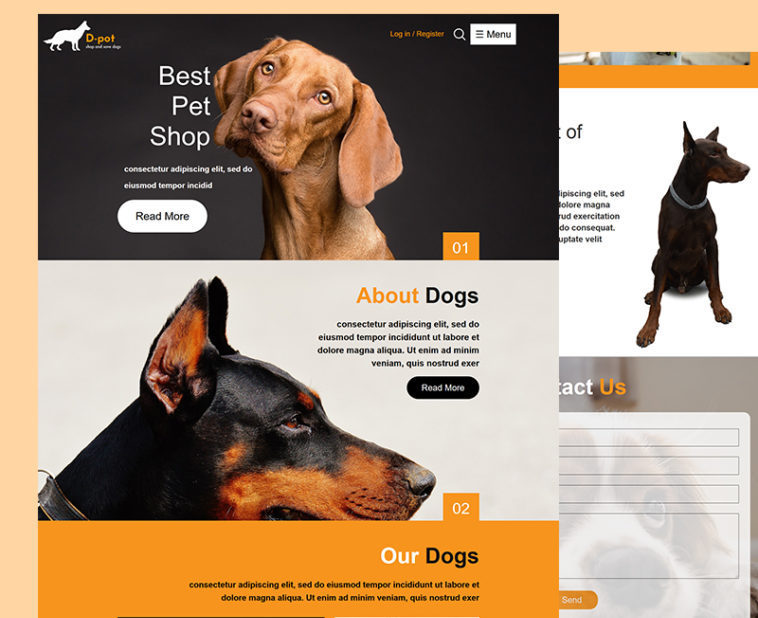 D-pot
shop and save dogs
Log in / Register
☰ Menu
Best
Pet
Shop
consectetur adipiscing elit, sed do
eiusmod tempor incidid
Read More
01
About Dogs
consectetur adipiscing elit, sed do
eiusmod tempor incididunt ut labore et
dolore magna aliqua. Ut enim ad minim
veniam, quis nostrud exer
Read More
02
Our Dogs
consectetur adipiscing elit, sed do eiusmod tempor incididunt ut labore et
dolore magna aliqua. Ut enim ad minim veniam, quis nostrud exer
of
elit, sed
dolore magna
exercitation
do consequat.
velit
Us
Send